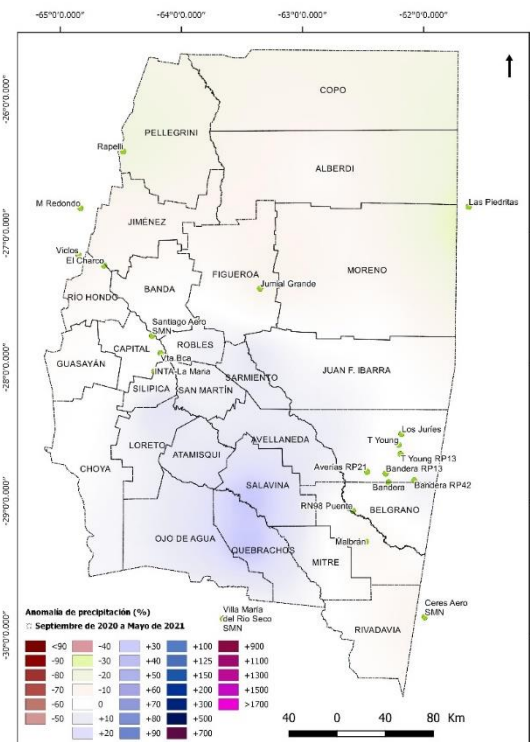 -65°0'0.000" -64°0'0.000" -63°0'0.000" -62°0'0.000"
-26°0'0.000"
-27°0'0.000"
-28°0'0.000"
-29°0'0.000"
-30°0'0.000"
COPO
PELLEGRINI
Rapelli
ALBERDI
M Redondo
Las Piedritas
JIMÉNEZ
Viclos
El Charco
FIGUEROA
MORENO
RÍO HONDO
BANDA
Jumial Grande
Santiago Aero
SMN
CAPITAL
ROBLES
Vta Bca
GUASAYÁN
INTA-La María
SARMIENTO
JUAN F. IBARRA
SILIPICA
SAN MARTÍN
Los Juríes
LORETO
AVELLANEDA
T Young
ATAMISQUI
T Young RP13
CHOYA
Averías RP21
Bandera RP13
SALAVINA
Bandera
Bandera RP42
RN98 Puente
BELGRANO
OJO DE AGUA
QUEBRACHOS
Malbrán
MITRE
Villa María
del Río Seco
SMN
Ceres Aero
SMN
RIVADAVIA
Anomalía de precipitación (%)
Septiembre de 2020 a Mayo de 2021
<90 -40 +30 +100 +900
-90 -30 +40 +125 +1100
-80 -20 +50 +150 +1300
-70 -10 +60 +200 +1500
-60 0 +70 +300 >1700
-50 +10 +80 +500
+20 +90 +700
40 0 40 80 Km